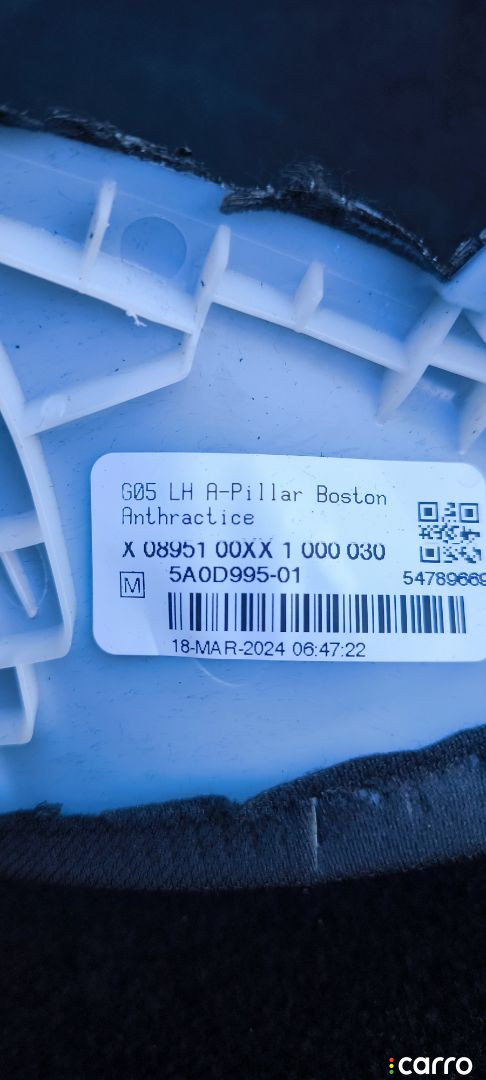 G05 LH A-Pillar Boston
Anthractice
X 08951 00XX 1 000 030
M 5A0D995-01 54789669
18-MAR-2024 06:47:22
carro